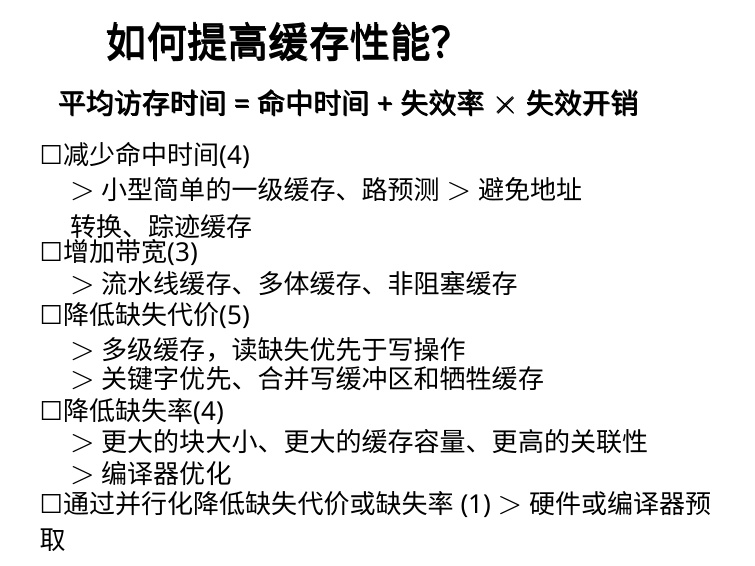 如何提高缓存性能？
平均访存时间 = 命中时间 + 失效率 × 失效开销
□减少命中时间(4)
＞ 小型简单的一级缓存、路预测 ＞ 避免地址
转换、踪迹缓存
□增加带宽(3)
＞ 流水线缓存、多体缓存、非阻塞缓存
□降低缺失代价(5)
＞ 多级缓存，读缺失优先于写操作
＞ 关键字优先、合并写缓冲区和牺牲缓存
□降低缺失率(4)
＞ 更大的块大小、更大的缓存容量、更高的关联性
＞ 编译器优化
□通过并行化降低缺失代价或缺失率 (1) ＞ 硬件或编译器预
取